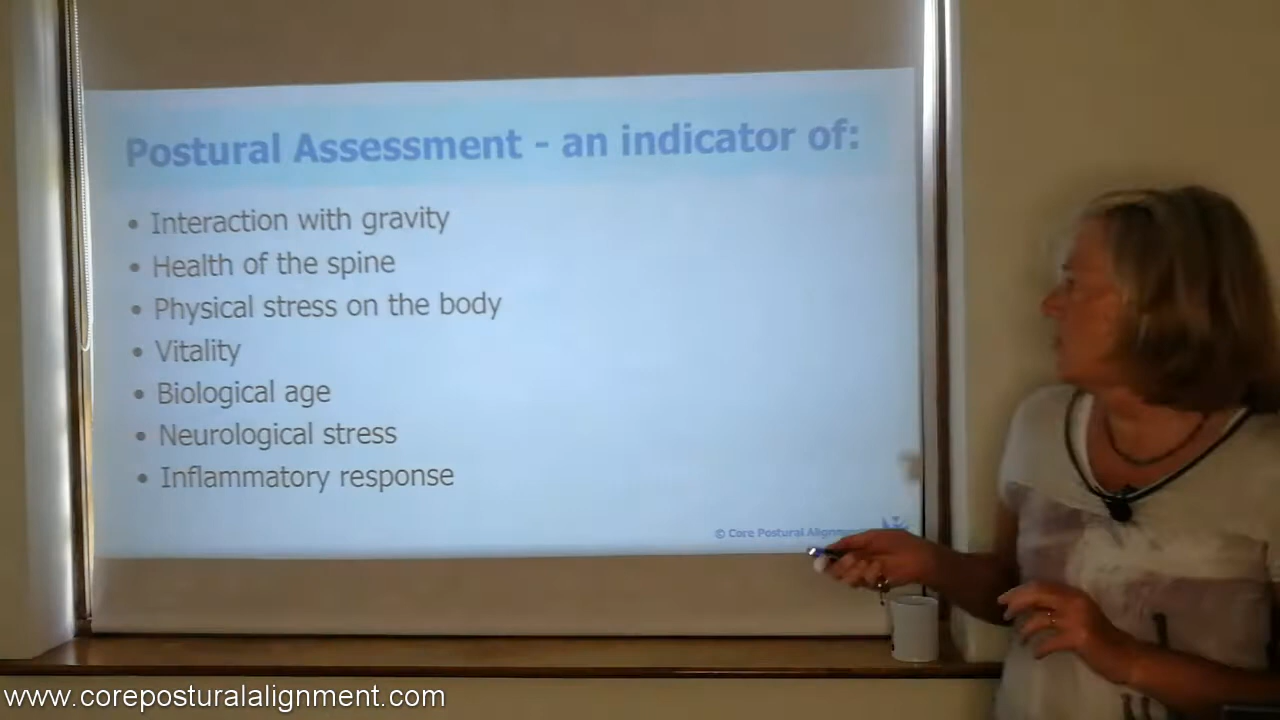 Postural Assessment - an indicator of:
• Interaction with gravity
• Health of the spine
• Physical stress on the body
• Vitality
• Biological age
• Neurological stress
• Inflammatory response
© Core Postural
www.coreposturalalignment.com